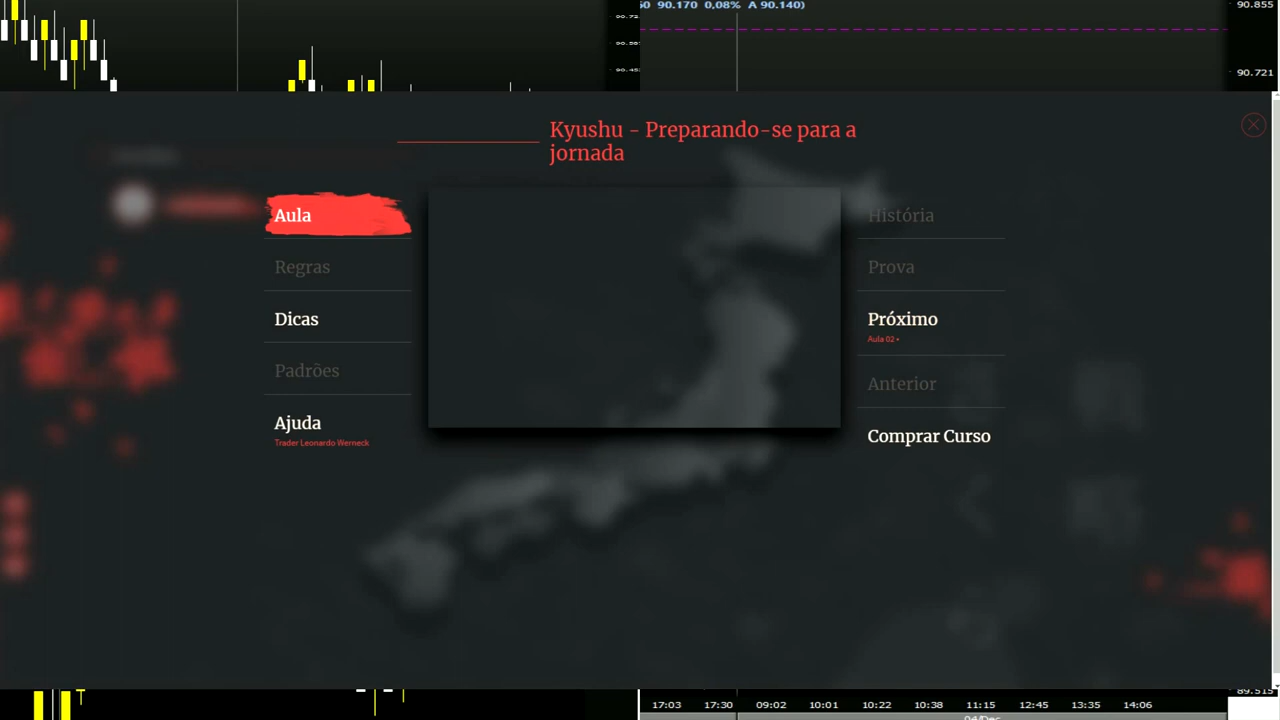 90.170 0,08% A 90.140)
90.855
90.721
Kyushu - Preparando-se para a
jornada
Aula
Regras
Dicas
Padrões
Ajuda
Trader Leonardo Werneck
História
Prova
Próximo
Aula 02 •
Anterior
Comprar Curso
89.515
17:03 17:30 09:02 10:01 10:22 10:38 11:15 12:45 13:35 14:06